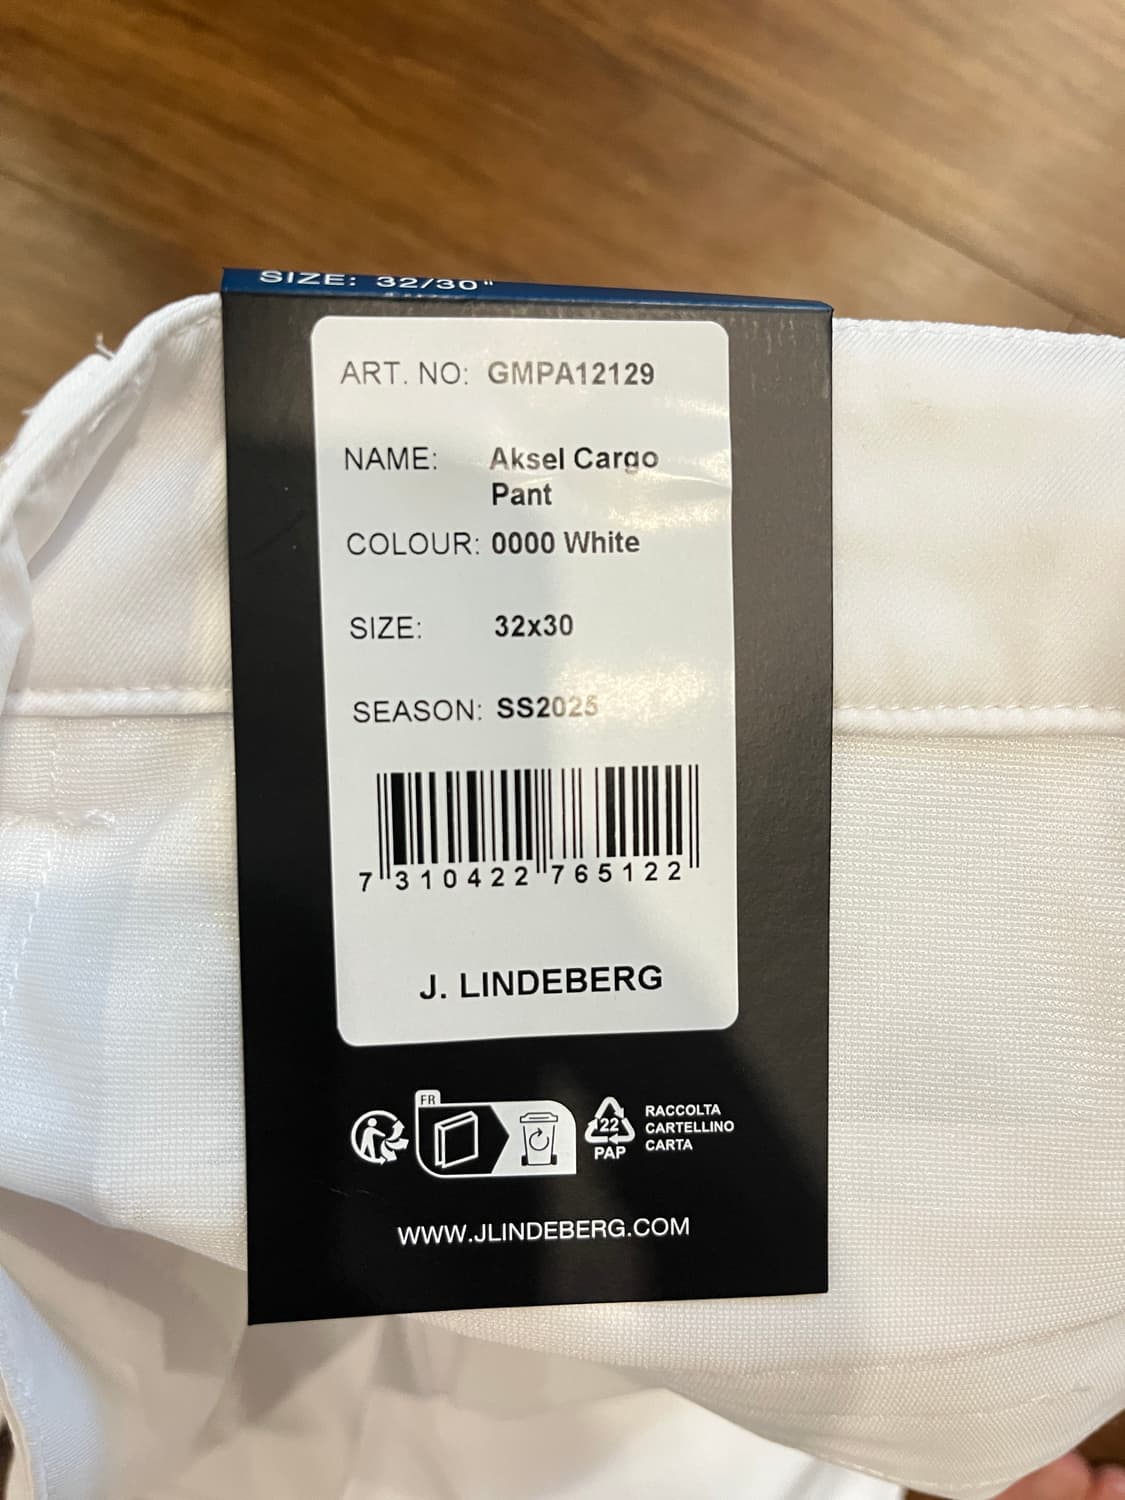 SIZE: 32/30"
ART. NO: GMPA12129
NAME: Aksel Cargo
Pant
COLOUR: 0000 White
SIZE: 32x30
SEASON: SS2025
7 310422 765122
J. LINDEBERG
FR
22
PAP
RACCOLTA
CARTELLINO
CARTA
WWW.JLINDEBERG.COM